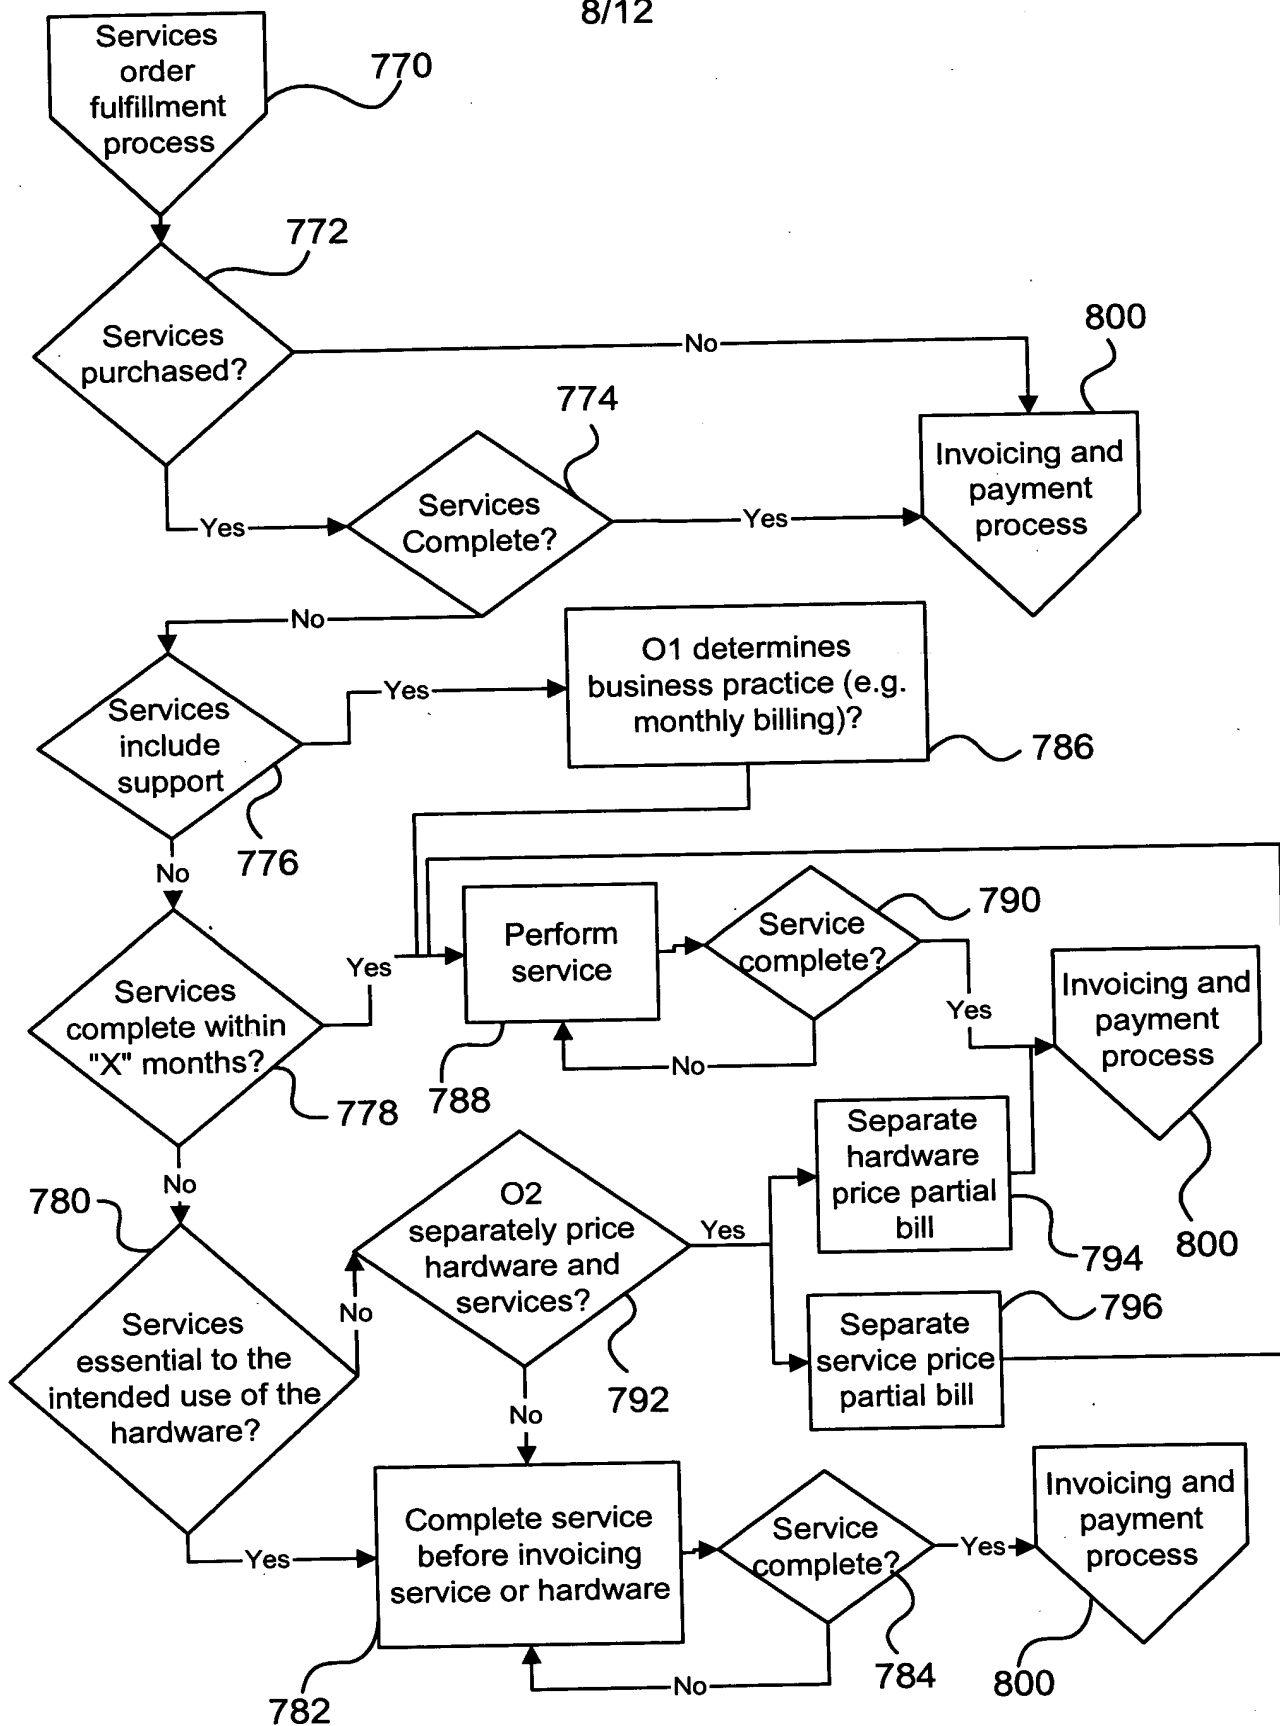 8/12
Services
order
fulfillment
process
770
772
Services
purchased?
No
800
774
Invoicing and
payment
process
Services
Complete?
Yes
Yes
No
O1 determines
business practice (e.g.
monthly billing)?
Yes
Services
include
support
786
776
No
790
Service
complete?
Perform
service
Yes
Invoicing and
payment
process
Services
complete within
"X" months?
Yes
No
788
778
Separate
hardware
price partial
bill
No
780
O2
separately price
hardware and
services?
Yes
800
794
796
No
Services
essential to the
intended use of the
hardware?
Separate
service price
partial bill
792
No
Invoicing and
payment
process
Complete service
before invoicing
service or hardware
Service
complete?
Yes
Yes
784
800
No
782